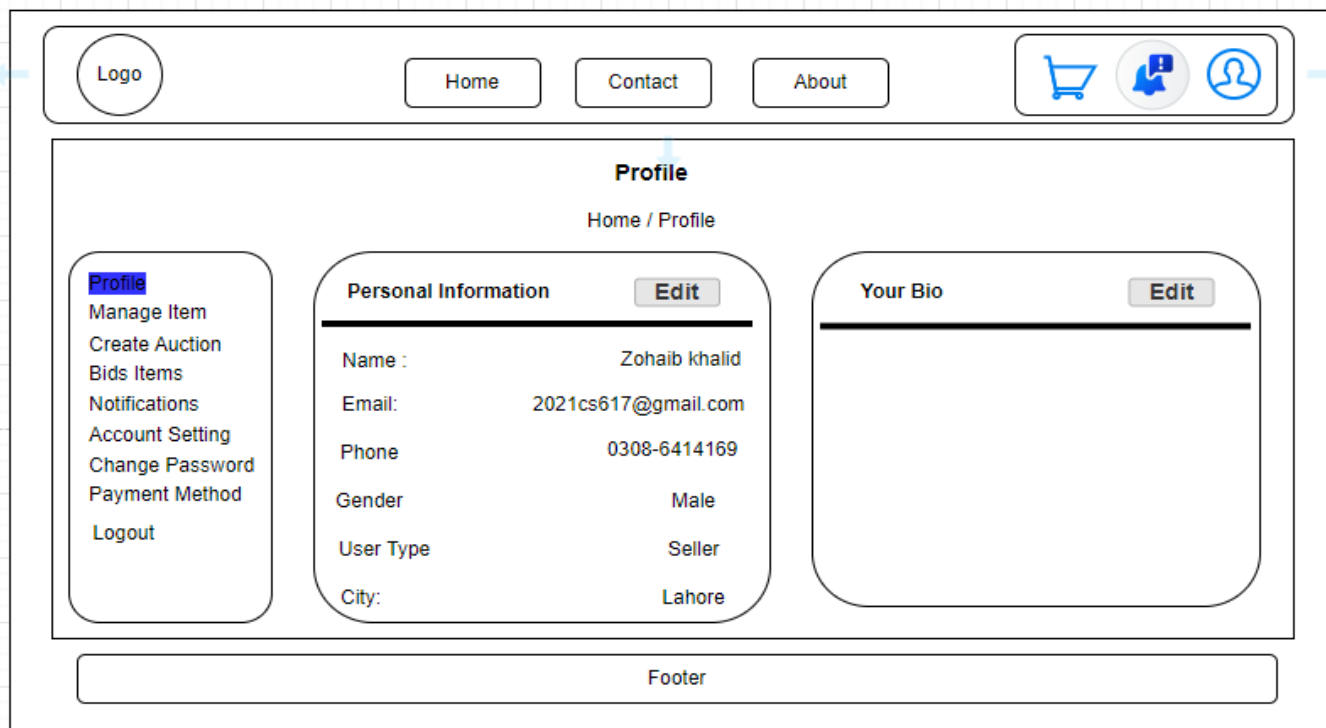 Logo
Home
Contact
About
Profile
Home / Profile
Profile
Manage Item
Create Auction
Bids Items
Notifications
Account Setting
Change Password
Payment Method
Logout
Personal Information Edit
Name : Zohaib khalid
Email: 2021cs617@gmail.com
Phone 0308-6414169
Gender Male
User Type Seller
City: Lahore
Your Bio Edit
Footer